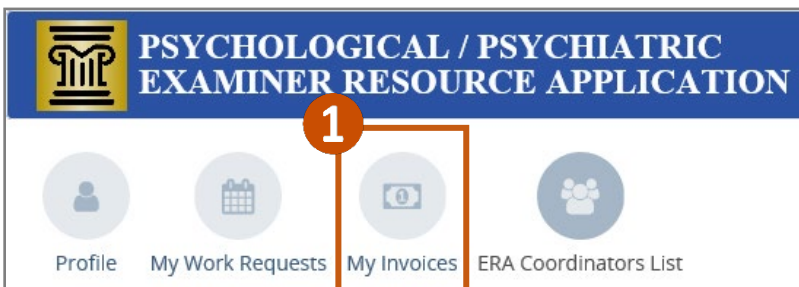 PSYCHOLOGICAL / PSYCHIATRIC
EXAMINER RESOURCE APPLICATION
1
Profile My Work Requests My Invoices ERA Coordinators List